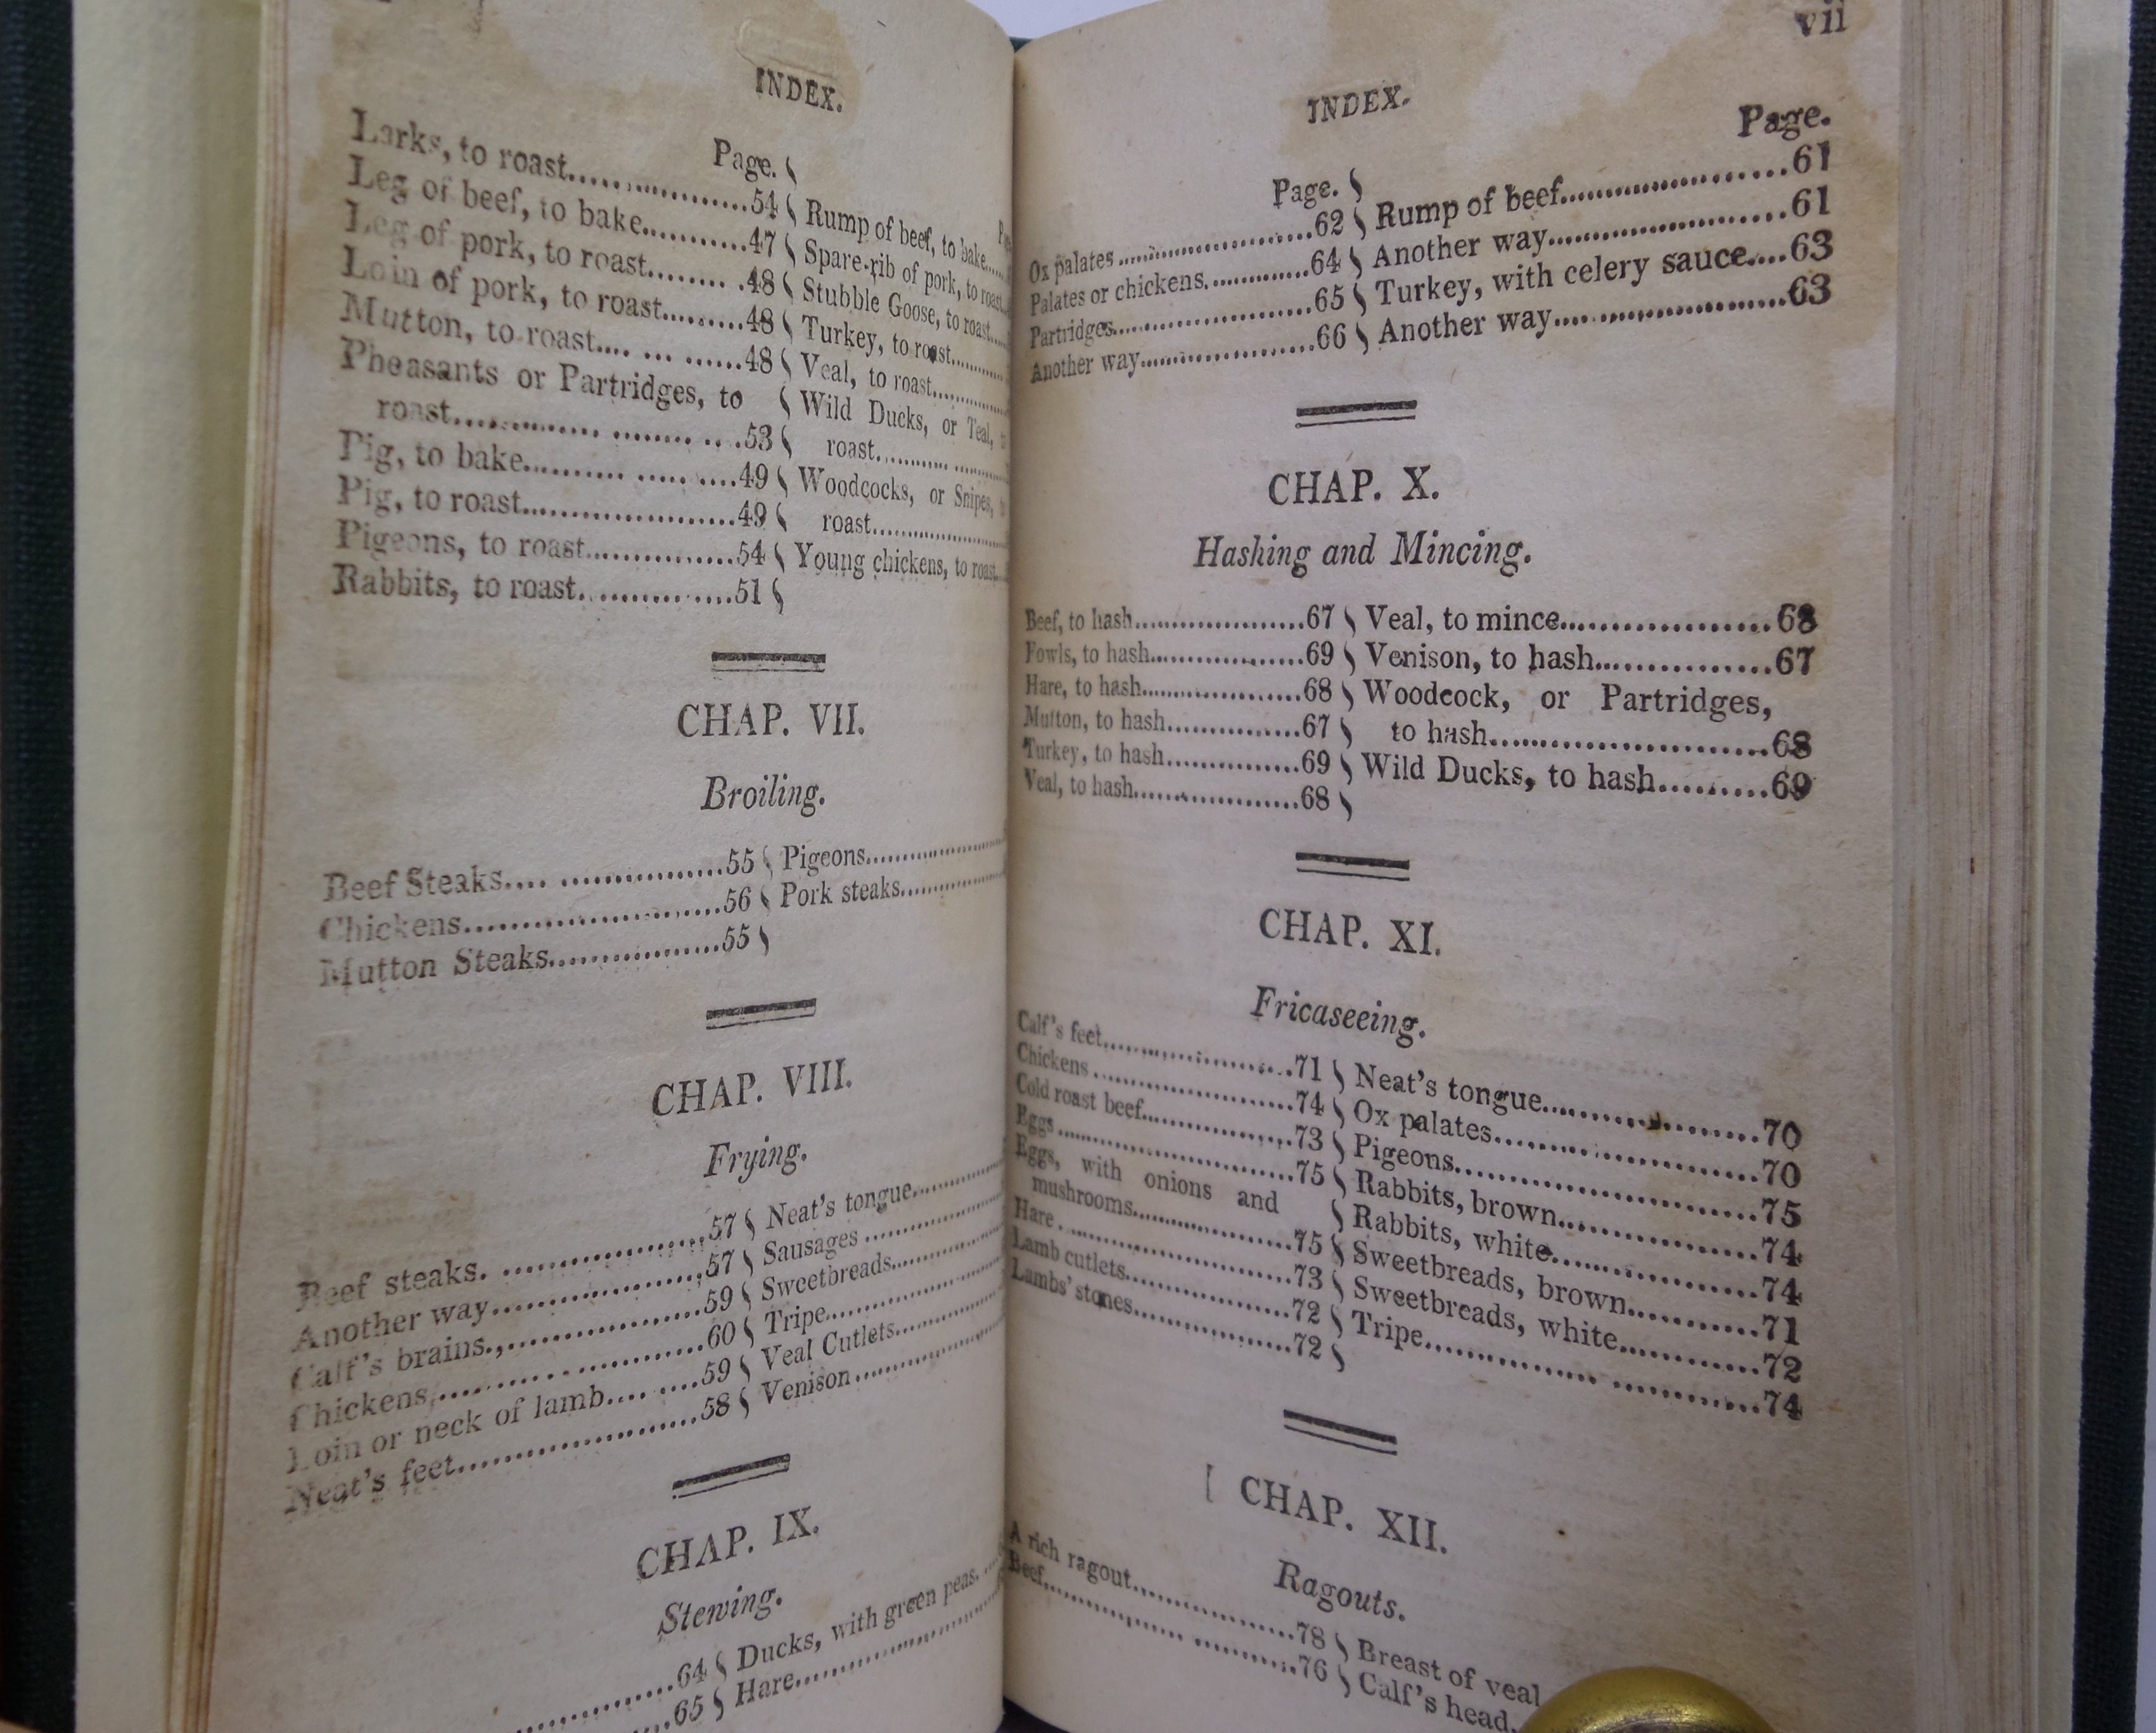 INDEX.
Page.
Larks, to roast....................54
Leg of beef, to bake...........47
Leg of pork, to roast........ .48
Loin of pork, to roast.........48
Mutton, to roast.... ... ......48
Pheasants or Partridges, to
roast............... ........ ....53
Pig, to bake.......... ..... ....49
Pig, to roast......................49
Pigeons, to roast...............54
Rabbits, to roast................51
Rump of beef, to bake......
Spare-rib of pork, to roast...
Stubble Goose, to roast....
Turkey, to roast............
Veal, to roast...............
Wild Ducks, or Teal,
roast.....................
Woodcocks, or Snipes,
roast.....................
Young chickens, to roast...
CHAP. VII.
Broiling.
Beef Steaks.... .................55
Chickens...........................56
Mutton Steaks..................55
Pigeons.....................
Pork steaks................
CHAP. VIII.
Frying.
Beef steaks. .....................57
Another way.....................57
Calf's brains.,....................59
Chickens,..........................60
Loin or neck of lamb.... ....59
Neat's feet........................58
Neat's tongue...............
Sausages .....................
Sweetbreads................
Tripe........................
Veal Cutlets................
Venison .....................
CHAP. IX.
Stewing.
.................64
....65
Ducks, with green peas. ...
Hare...........................
vii
INDEX.
Page.
Ox palates ..........................62
Palates or chickens.............64
Partridges.........................65
Another way......................66
Page.
Rump of beef........................61
Another way.........................61
Turkey, with celery sauce....63
Another way.........................63
CHAP. X.
Hashing and Mincing.
Beef, to hash.....................67
Fowls, to hash...................69
Hare, to hash....................68
Mutton, to hash................67
Turkey, to hash.................69
Veal, to hash.....................68
Veal, to mince.....................68
Venison, to hash.................67
Woodcock, or Partridges,
to hash...........................68
Wild Ducks, to hash..........69
CHAP. XI.
Fricaseeing.
Calf's feet.........................71
Chickens ..........................74
Cold roast beef..................73
Eggs ................................75
Eggs, with onions and
mushrooms.....................75
Hare ................................73
Lamb cutlets.....................72
Lambs' stones...................72
Neat's tongue.....................70
Ox palates..........................70
Pigeons..............................75
Rabbits, brown...................74
Rabbits, white....................74
Sweetbreads, brown............71
Sweetbreads, white.............72
Tripe.................. ............74
CHAP. XII.
Ragouts.
A rich ragout.....................78
Beef................. ............76
Breast of veal
Calf's head,